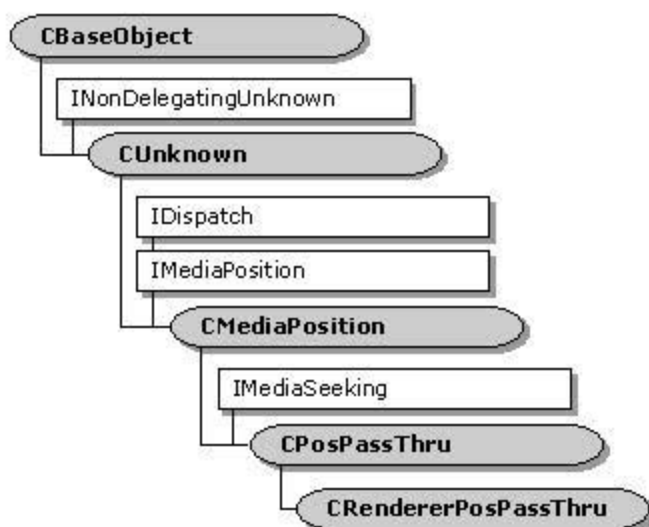 CBaseObject
INonDelegatingUnknown
CUnknown
IDispatch
IMediaPosition
CMediaPosition
IMediaSeeking
CPosPassThru
CRendererPosPassThru